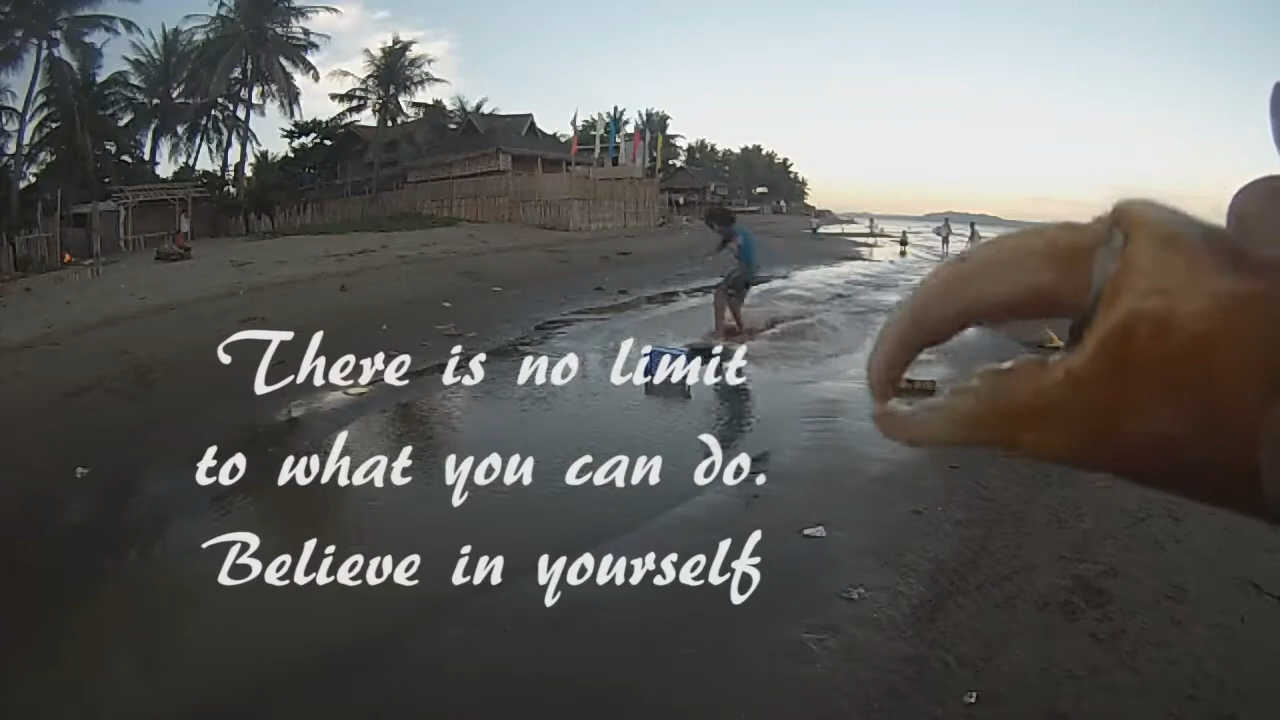 There is no limit
to what you can do.
Believe in yourself